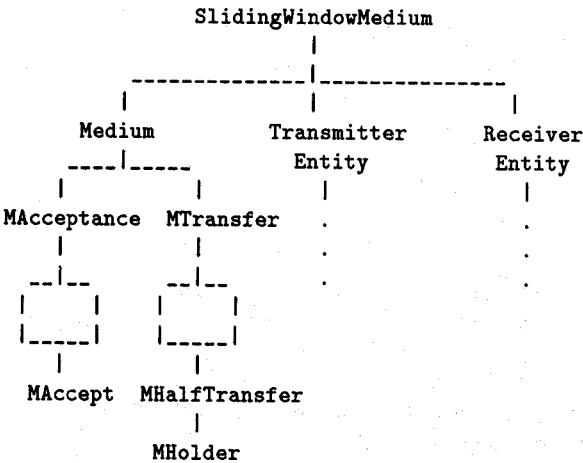 SlidingWindowMedium
Medium Transmitter Receiver
Entity Entity
MAcceptance MTransfer
MAccept MHalfTransfer
MHolder